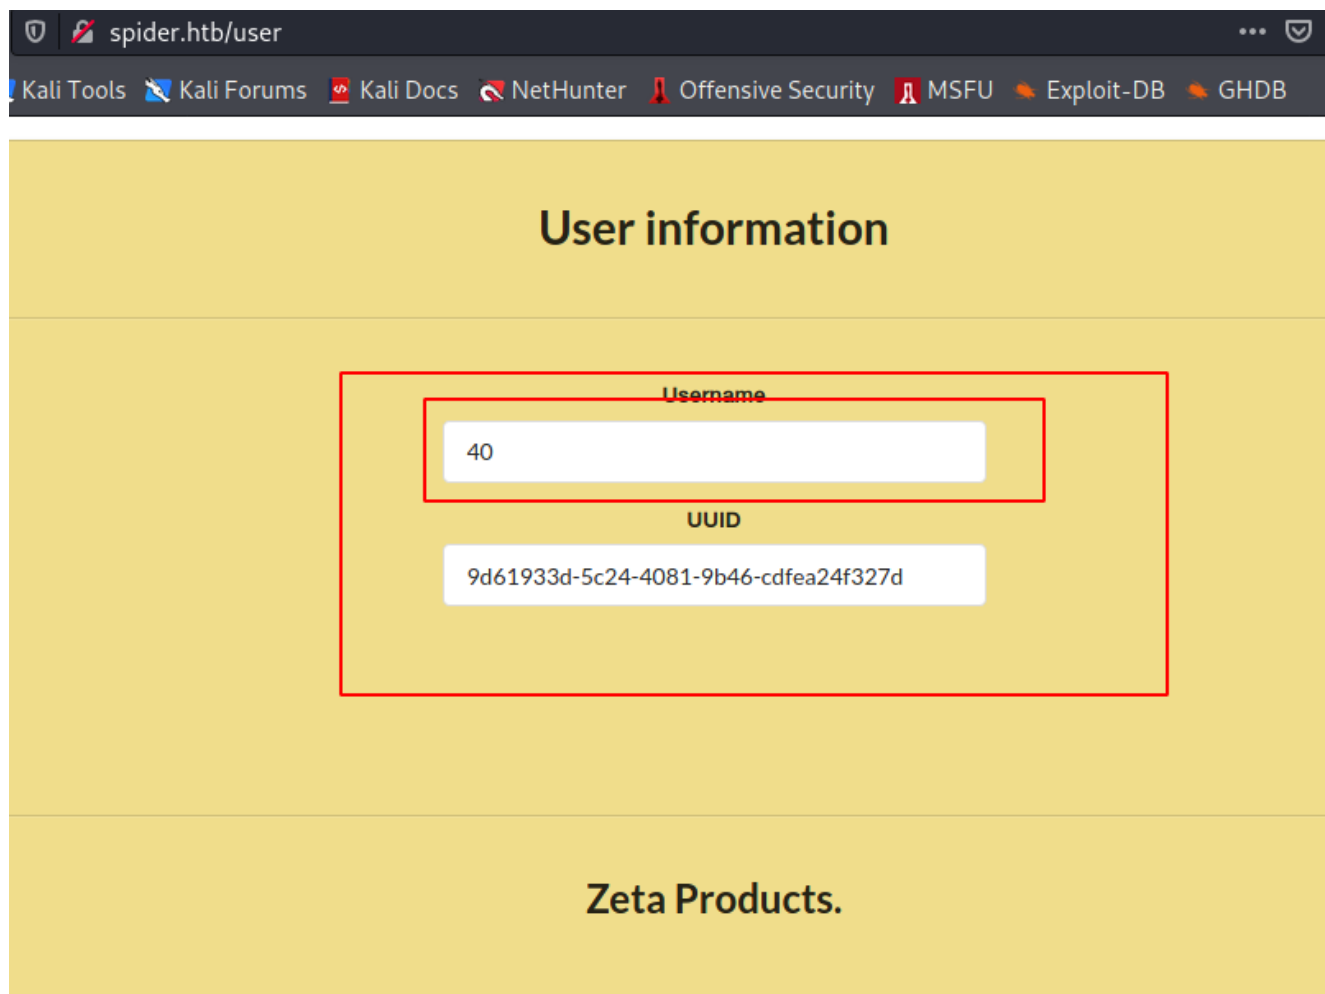 spider.htb/user
Kali Tools Kali Forums Kali Docs NetHunter Offensive Security MSFU Exploit-DB GHDB
User information
Username
40
UUID
9d61933d-5c24-4081-9b46-cdfea24f327d
Zeta Products.